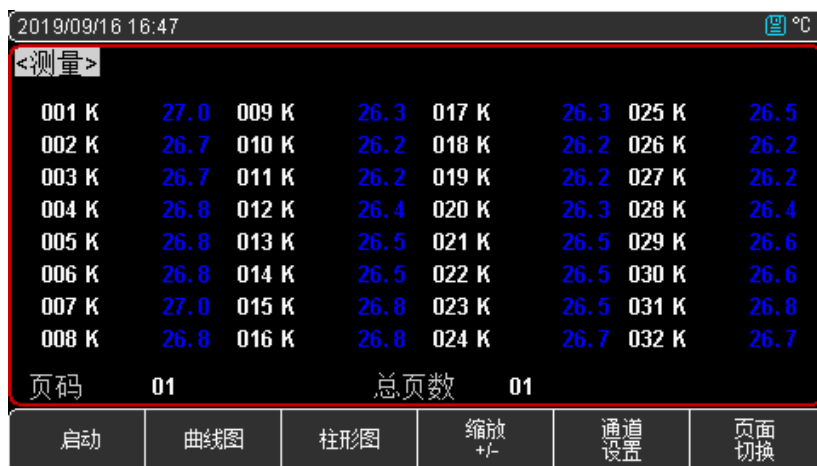 2019/09/16 16:47 ℃
<测量>
001 K 27.0 009 K 26.3 017 K 26.3 025 K 26.5
002 K 26.7 010 K 26.2 018 K 26.2 026 K 26.2
003 K 26.7 011 K 26.2 019 K 26.2 027 K 26.2
004 K 26.8 012 K 26.4 020 K 26.3 028 K 26.4
005 K 26.8 013 K 26.5 021 K 26.5 029 K 26.6
006 K 26.8 014 K 26.5 022 K 26.5 030 K 26.6
007 K 27.0 015 K 26.8 023 K 26.5 031 K 26.8
008 K 26.8 016 K 26.8 024 K 26.7 032 K 26.7
页码 01 总页数 01
启动 曲线图 柱形图 缩放 通道 页面
+/- 设置 切换